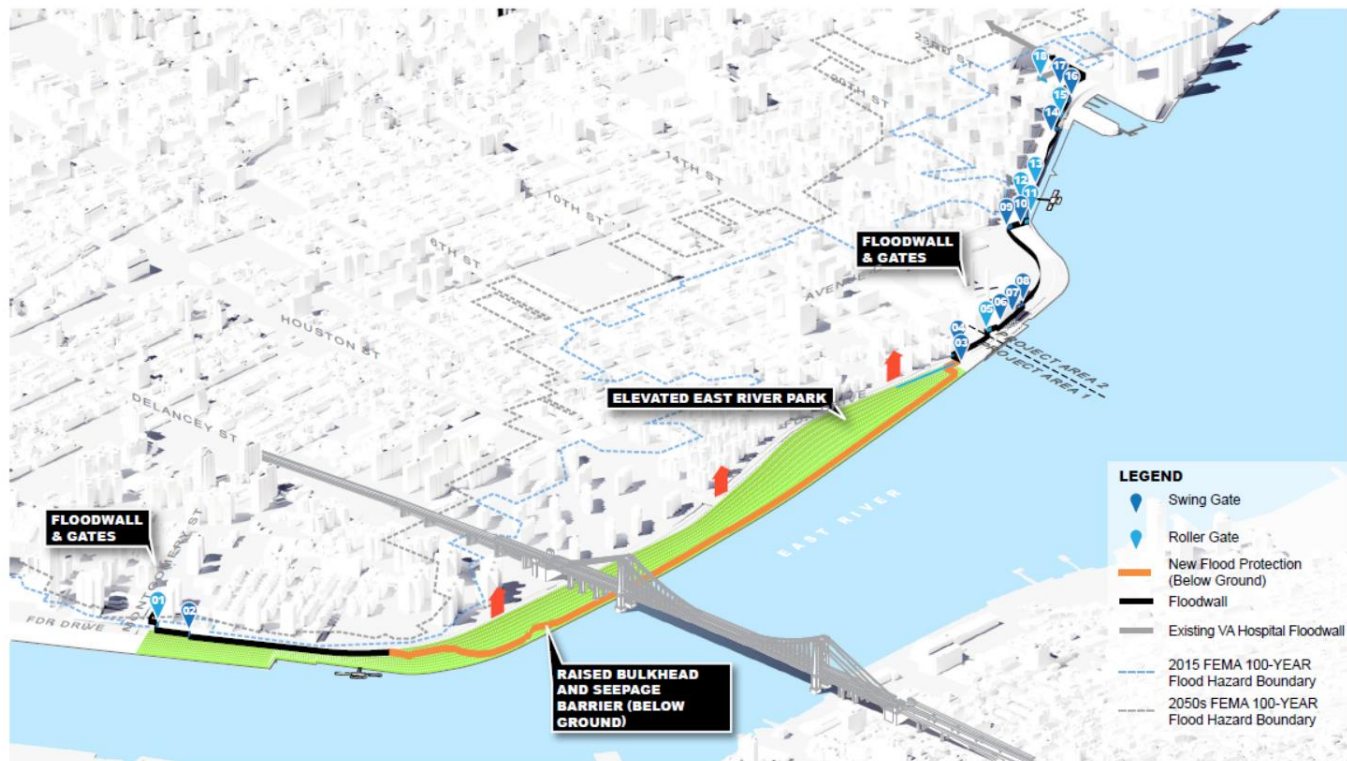 23RD ST
20TH ST
14TH ST
10TH ST
6TH ST
HOUSTON ST
DELANCEY ST
MONTGOMERY ST
FDR DRIVE
18
17
16
15
14
13
12
11
10
09
08
07
06
05
04
03
FLOODWALL
& GATES
PROJECT AREA 2
PROJECT AREA 1
ELEVATED EAST RIVER PARK
EAST RIVER
FLOODWALL
& GATES
01
02
RAISED BULKHEAD
AND SEEPAGE
BARRIER (BELOW
GROUND)
LEGEND
Swing Gate
Roller Gate
New Flood Protection
(Below Ground)
Floodwall
Existing VA Hospital Floodwall
2015 FEMA 100-YEAR
Flood Hazard Boundary
2050s FEMA 100-YEAR
Flood Hazard Boundary